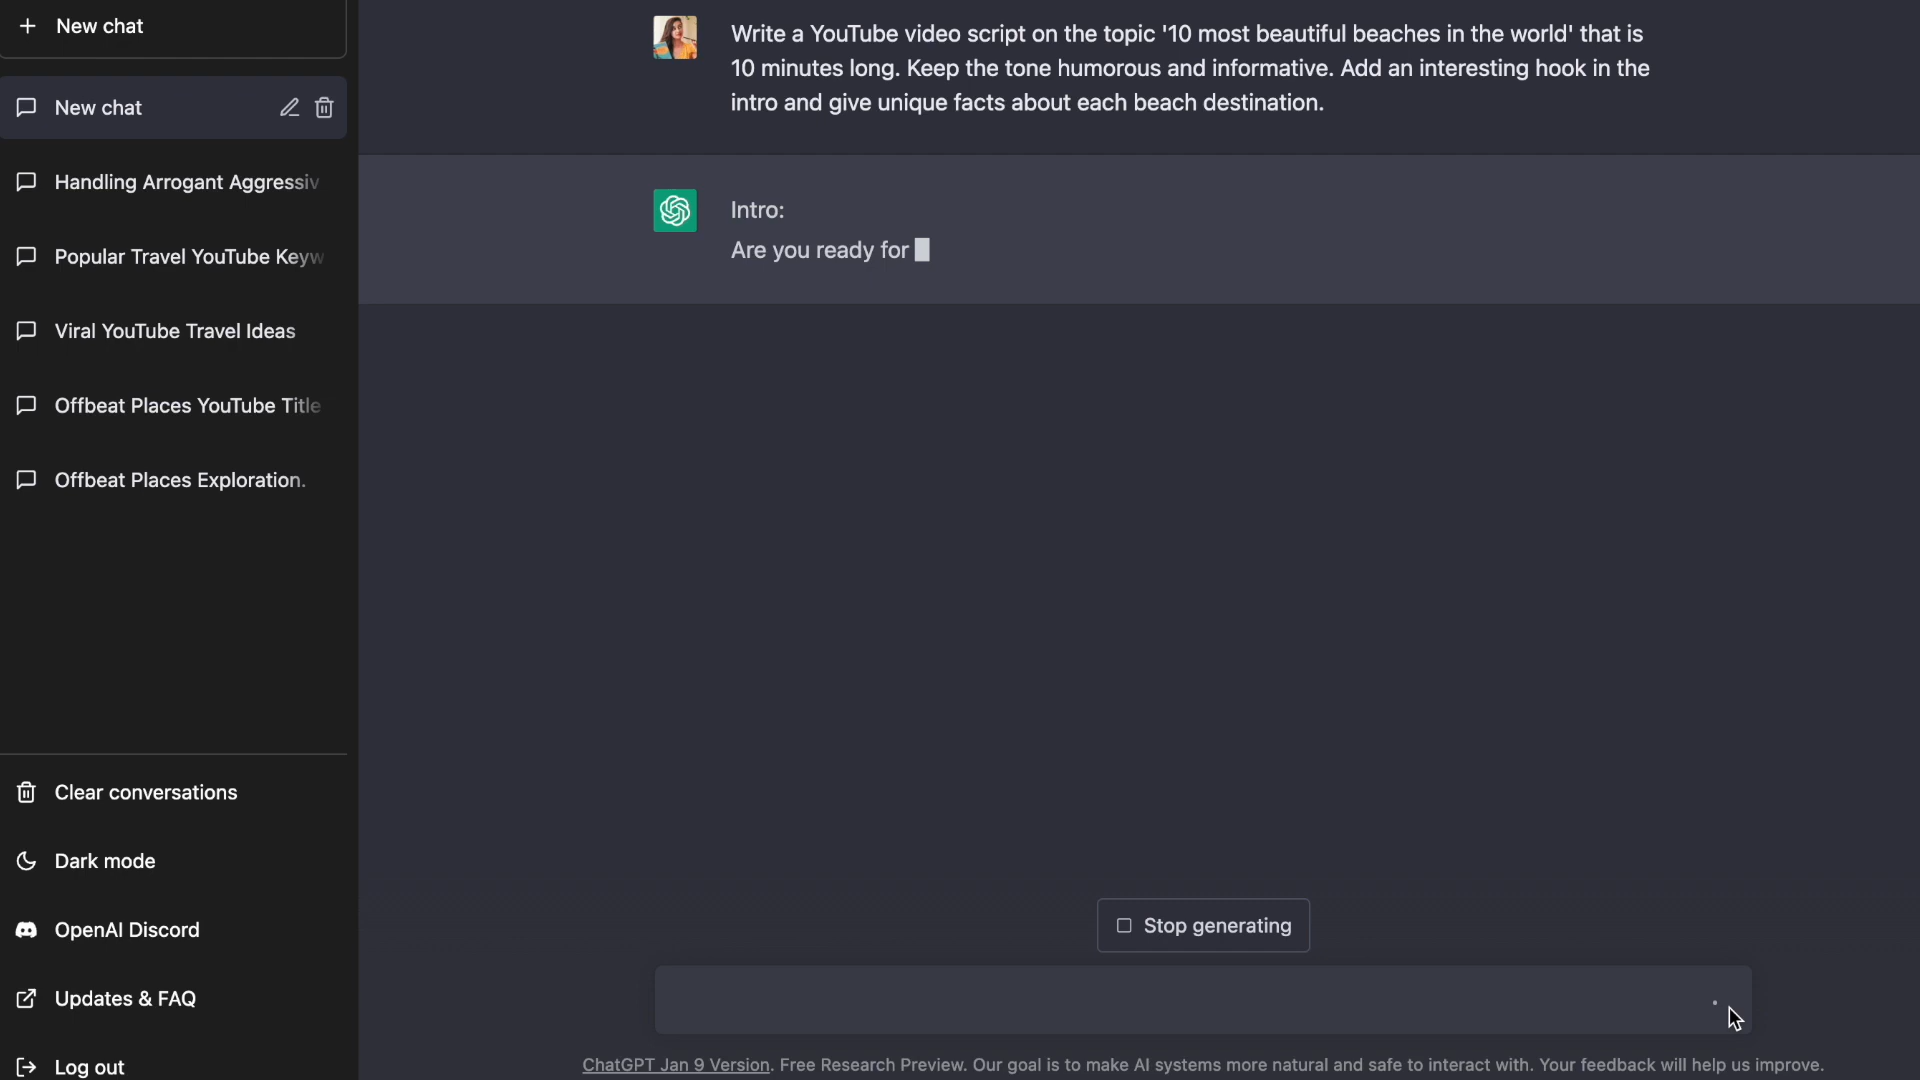 New chat
New chat
Handling Arrogant Aggressiv
Popular Travel YouTube Keyw
Viral YouTube Travel Ideas
Offbeat Places YouTube Title
Offbeat Places Exploration.
Clear conversations
Dark mode
OpenAI Discord
Updates & FAQ
Log out
Write a YouTube video script on the topic '10 most beautiful beaches in the world' that is
10 minutes long. Keep the tone humorous and informative. Add an interesting hook in the
intro and give unique facts about each beach destination.
Intro:
Are you ready for
Stop generating
ChatGPT Jan 9 Version. Free Research Preview. Our goal is to make AI systems more natural and safe to interact with. Your feedback will help us improve.